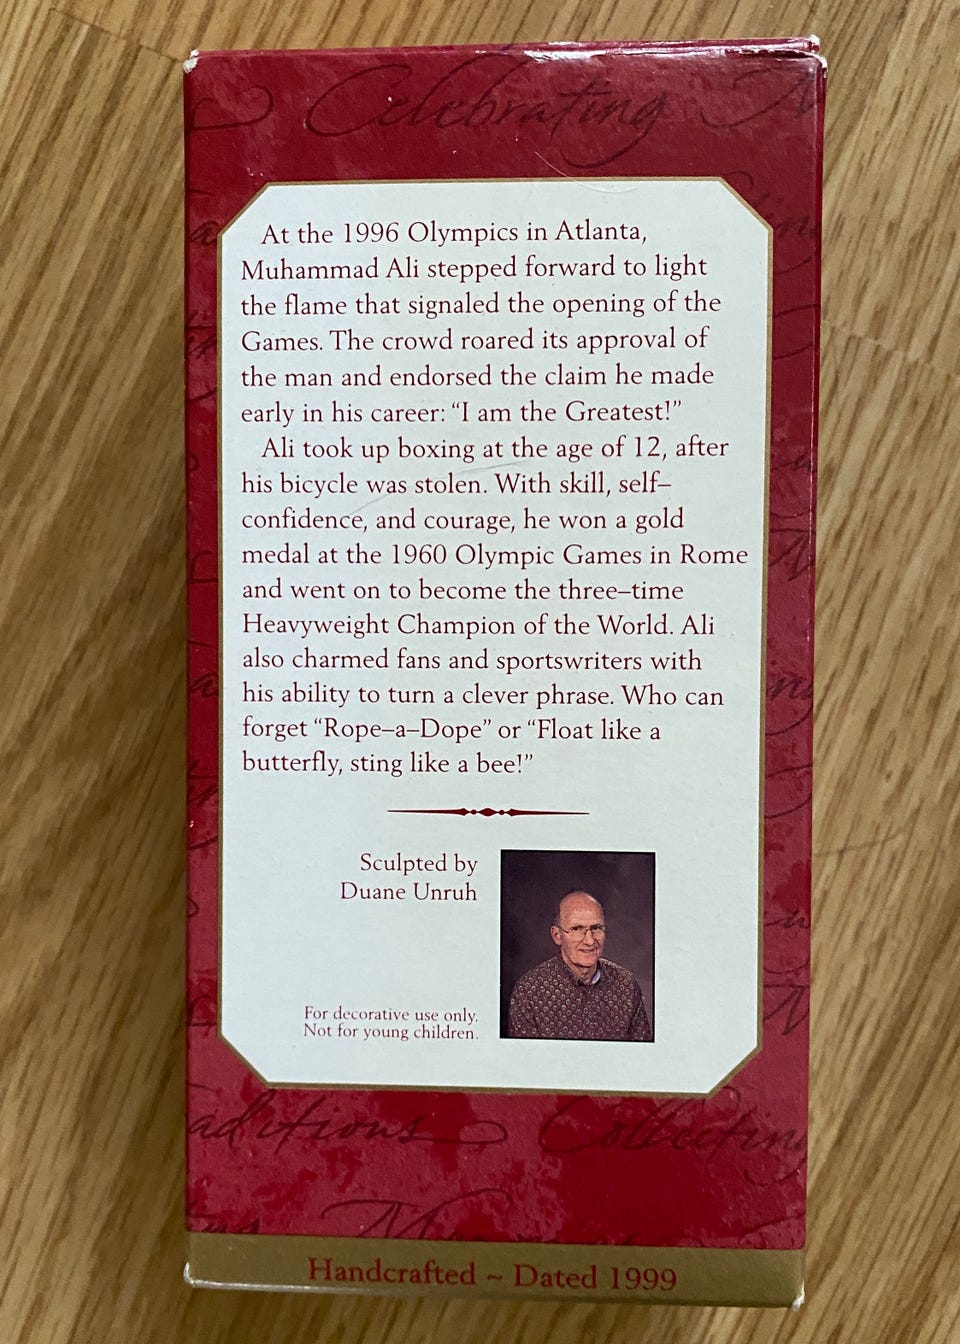 Celebrating
At the 1996 Olympics in Atlanta,
Muhammad Ali stepped forward to light
the flame that signaled the opening of the
Games. The crowd roared its approval of
the man and endorsed the claim he made
early in his career: “I am the Greatest!”
Ali took up boxing at the age of 12, after
his bicycle was stolen. With skill, self–
confidence, and courage, he won a gold
medal at the 1960 Olympic Games in Rome
and went on to become the three–time
Heavyweight Champion of the World. Ali
also charmed fans and sportswriters with
his ability to turn a clever phrase. Who can
forget “Rope–a–Dope” or “Float like a
butterfly, sting like a bee!”
Sculpted by
Duane Unruh
For decorative use only.
Not for young children.
aditions Collectin
Handcrafted ~ Dated 1999